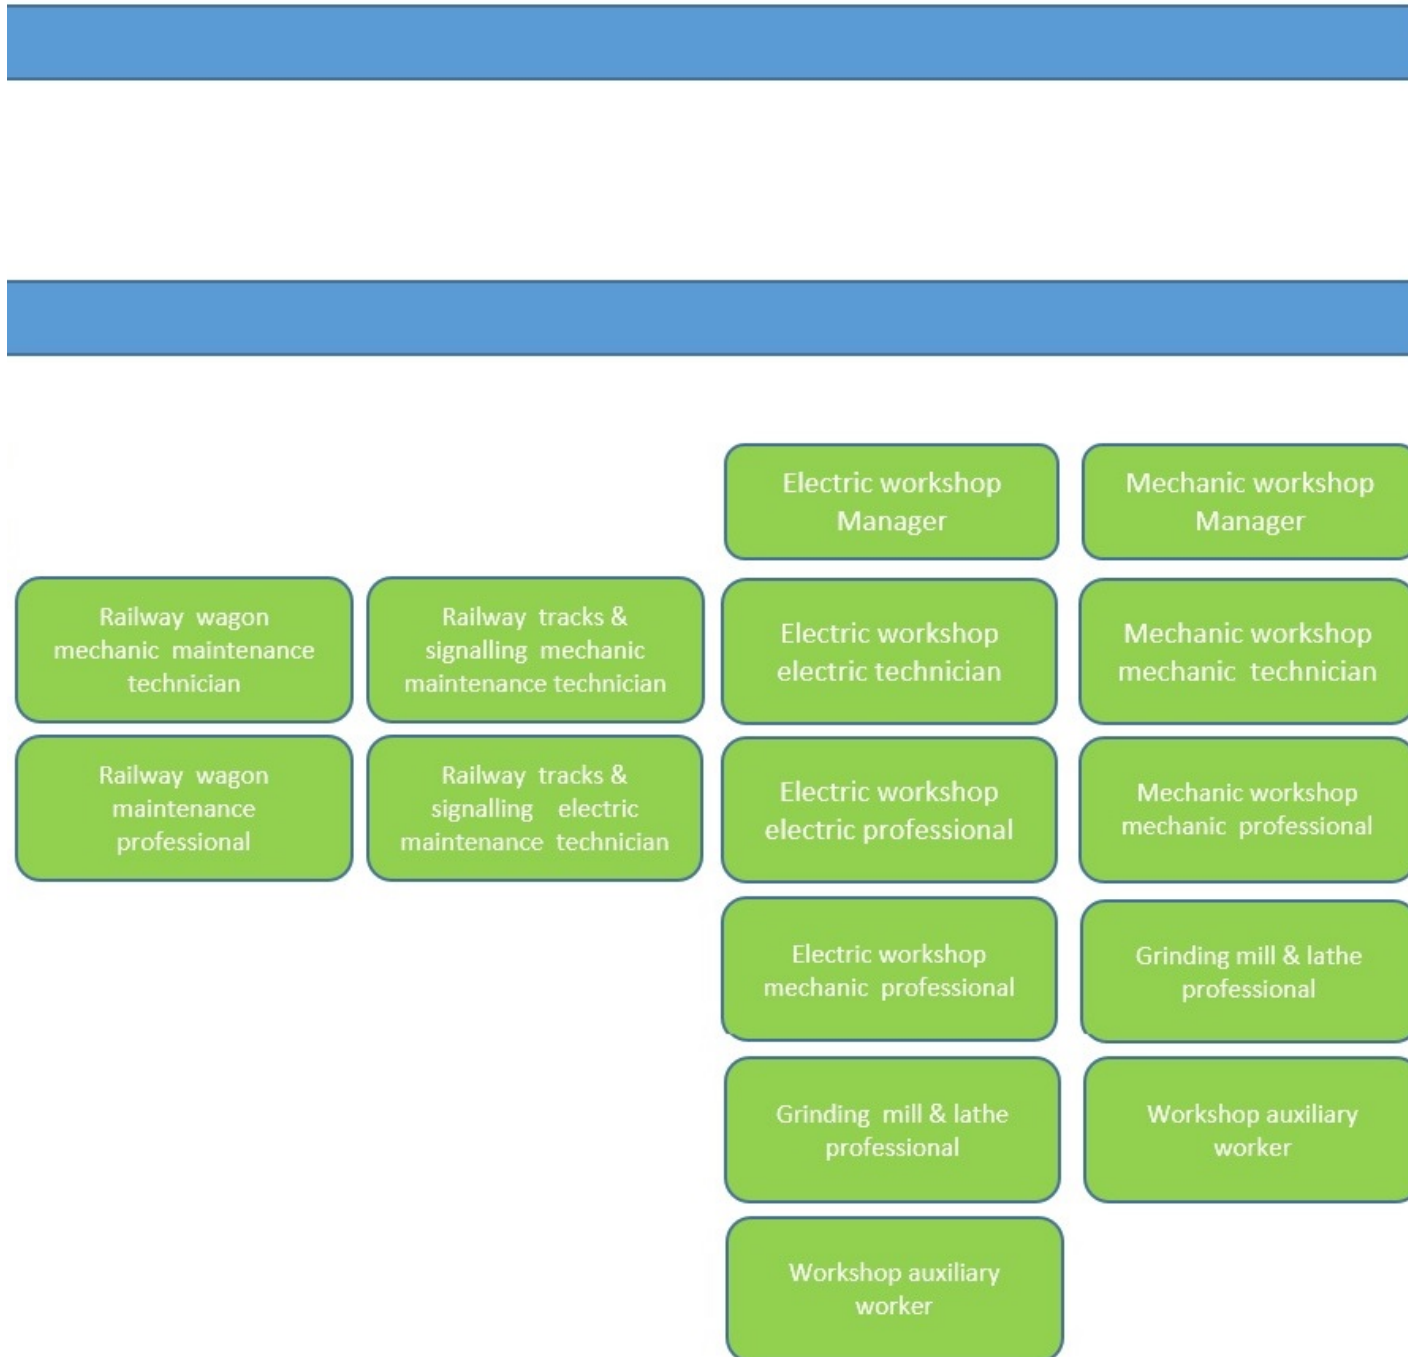 Electric workshop
Manager
Mechanic workshop
Manager
Railway wagon
mechanic maintenance
technician
Railway tracks &
signalling mechanic
maintenance technician
Electric workshop
electric technician
Mechanic workshop
mechanic technician
Railway wagon
maintenance
professional
Railway tracks &
signalling electric
maintenance technician
Electric workshop
electric professional
Mechanic workshop
mechanic professional
Electric workshop
mechanic professional
Grinding mill & lathe
professional
Grinding mill & lathe
professional
Workshop auxiliary
worker
Workshop auxiliary
worker